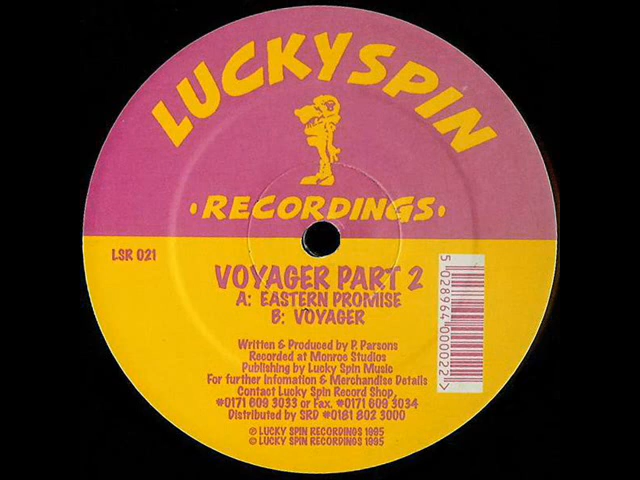 LUCKYSPIN
•RECORDINGS•
LSR 021
VOYAGER PART 2
A: EASTERN PROMISE
B: VOYAGER
Written & Produced by P. Parsons
Recorded at Monroe Studios
Publishing by Lucky Spin Music
For further Infomation & Merchandise Details
Contact Lucky Spin Record Shop,
#0171 609 3033 or Fax. #0171 609 3034
Distributed by SRD #0181 802 3000
℗ LUCKY SPIN RECORDINGS 1995
© LUCKY SPIN RECORDINGS 1995
5 028964 000022 >